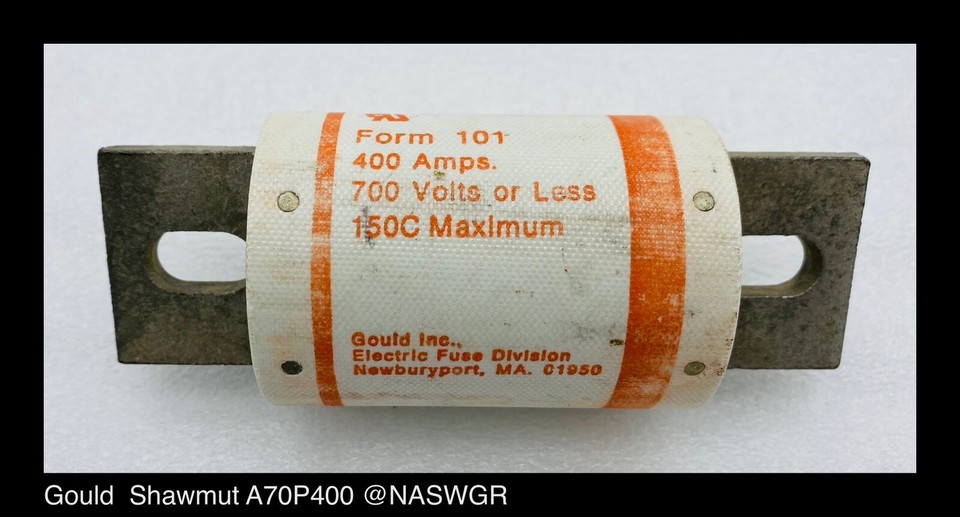 Form 101
400 Amps.
700 Volts or Less
150C Maximum
Gould Inc.,
Electric Fuse Division
Newburyport, MA. 01950
Gould Shawmut A70P400 @NASWGR